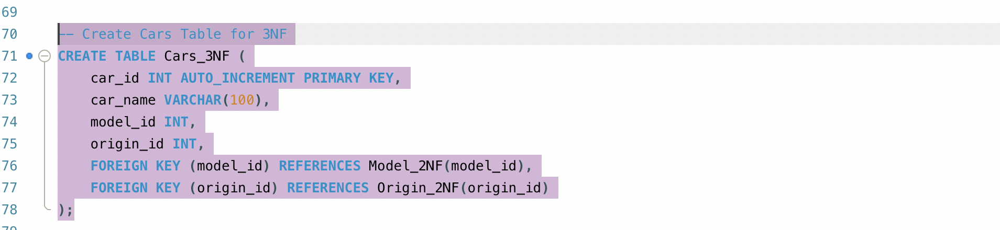 69
70 -- Create Cars Table for 3NF
71 CREATE TABLE Cars_3NF (
72     car_id INT AUTO_INCREMENT PRIMARY KEY,
73     car_name VARCHAR(100),
74     model_id INT,
75     origin_id INT,
76     FOREIGN KEY (model_id) REFERENCES Model_2NF(model_id),
77     FOREIGN KEY (origin_id) REFERENCES Origin_2NF(origin_id)
78 );
79